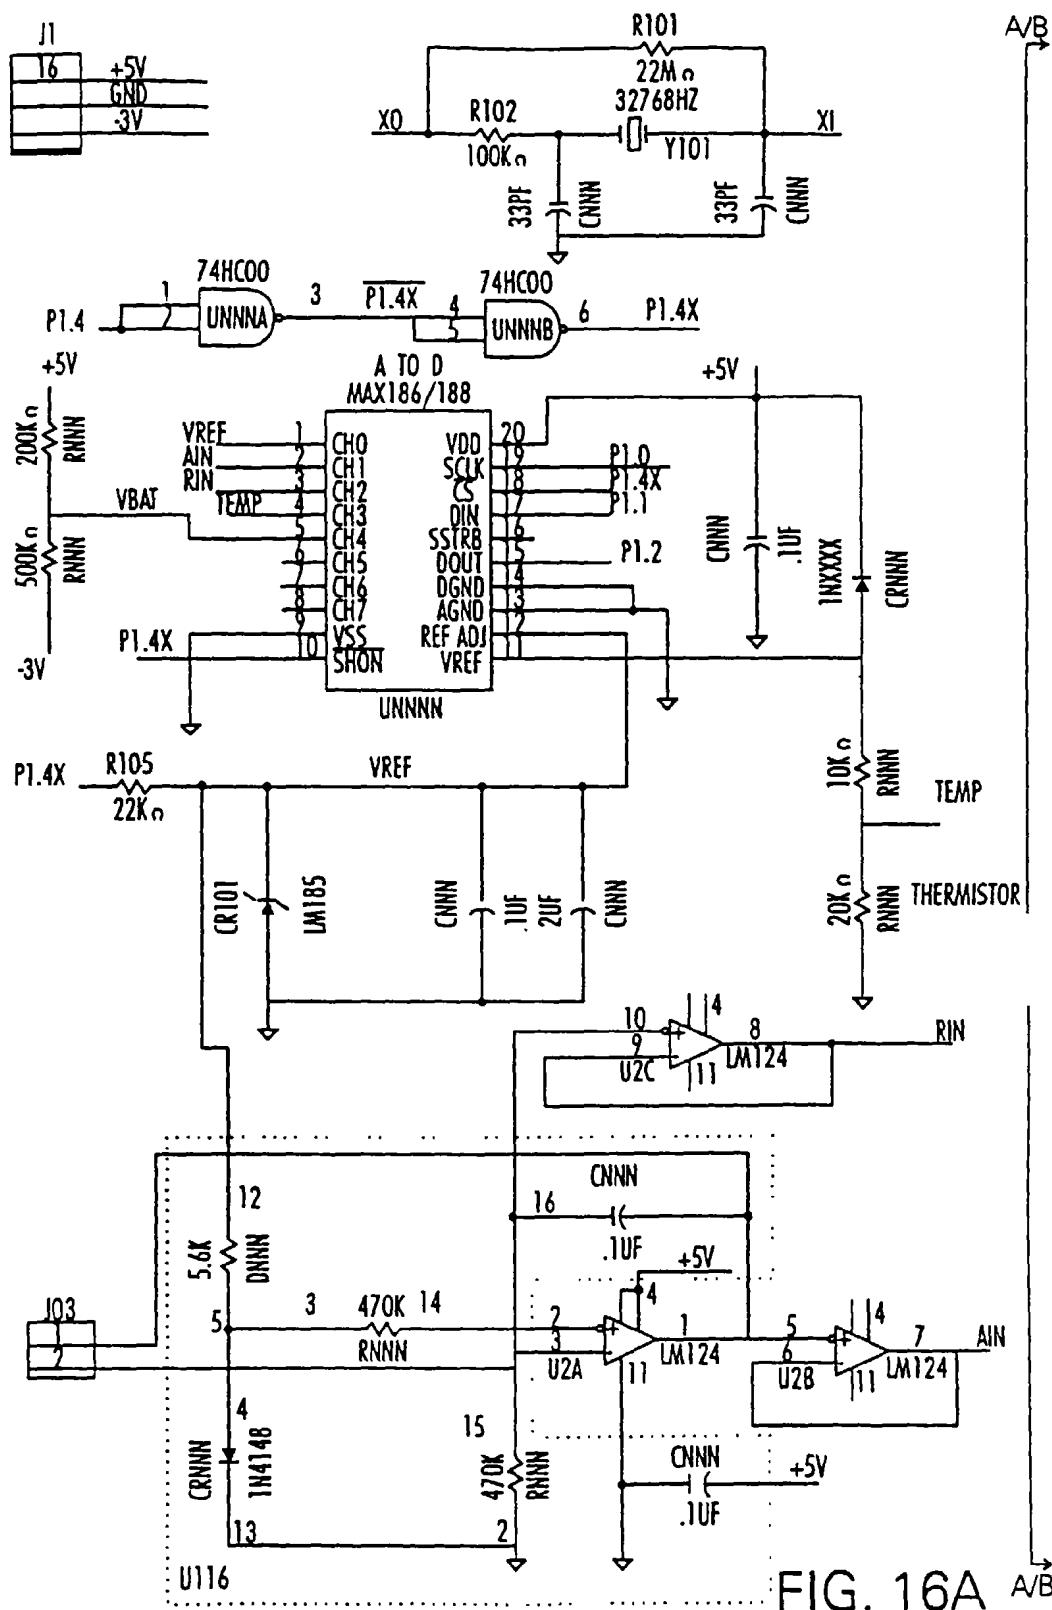 J1
16
+5V
GND
-3V
R101
22MΩ
32768HZ
XO
R102
100KΩ
Y101
XI
33PF
CNNN
33PF
CNNN
A/B
74HC00
1
2
UNNNA
3
P1.4X
P1.4
74HC00
4
5
UNNNB
6
P1.4X
+5V
200KΩ
RNNN
VBAT
500KΩ
RNNN
-3V
A TO D
MAX186/188
VREF 1 CH0 VDD 20
AIN 2 CH1 SCLK 19 P1.0
RIN 3 CH2 CS 18 P1.4X
TEMP 4 CH3 DIN 17 P1.1
5 CH4 SSTRB 16
CH5 DOUT 15 P1.2
7 CH6 DGND 14
8 CH7 AGND 13
9 VSS REF ADJ 12
P1.4X 10 SHON VREF 11
UNNNN
+5V
CNNN
.1UF
1NXXX
CRNNN
10KΩ
RNNN
TEMP
20KΩ
RNNN
THERMISTOR
P1.4X
R105
22KΩ
VREF
CR101
LM185
CNNN
.1UF
2UF
CNNN
10
9
U2C
4
11
8
LM124
RIN
12
5.6K
DNNN
CNNN
16
.1UF
+5V
J03
1
2
5
3
470K
14
RNNN
2
3
U2A
4
11
1
LM124
5
6
U2B
4
11
7
LM124
AIN
4
CRNNN
1N4148
13
15
470K
RNNN
2
CNNN
.1UF
+5V
U116
FIG. 16A
A/B